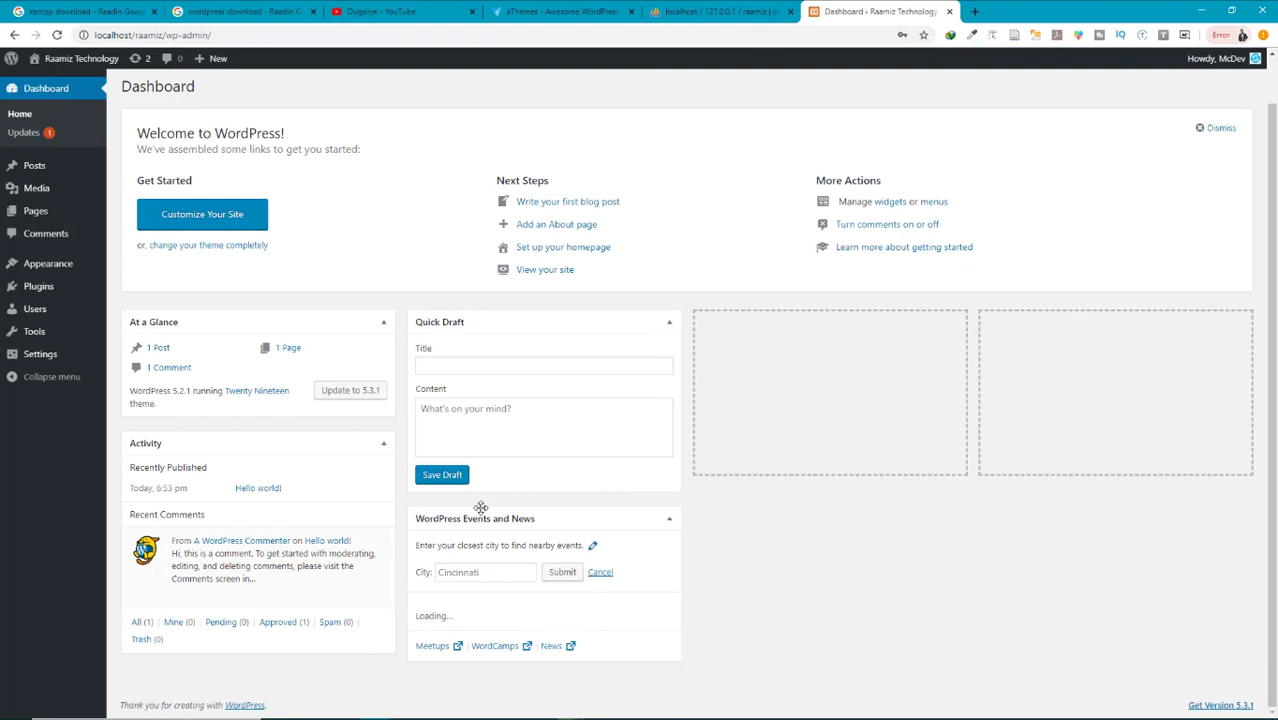 xampp download - Raadin Goog
wordpress download - Raadin G
Dugsiiye - YouTube
aThemes - Awesome WordPress
localhost / 127.0.0.1 / raamiz | p
Dashboard ‹ Raamiz Technology
localhost/raamiz/wp-admin/
Error
Raamiz Technology 2 0 New
Howdy, McDev
Dashboard
Home
Updates 1
Posts
Media
Pages
Comments
Appearance
Plugins
Users
Tools
Settings
Collapse menu
Dashboard
Welcome to WordPress!
We've assembled some links to get you started:
Dismiss
Get Started
Customize Your Site
or, change your theme completely
Next Steps
Write your first blog post
Add an About page
Set up your homepage
View your site
More Actions
Manage widgets or menus
Turn comments on or off
Learn more about getting started
At a Glance
1 Post
1 Page
1 Comment
WordPress 5.2.1 running Twenty Nineteen
theme.
Update to 5.3.1
Activity
Recently Published
Today, 6:53 pm Hello world!
Recent Comments
From A WordPress Commenter on Hello world!
Hi, this is a comment. To get started with moderating,
editing, and deleting comments, please visit the
Comments screen in...
All (1) | Mine (0) | Pending (0) | Approved (1) | Spam (0) |
Trash (0)
Quick Draft
Title
Content
What's on your mind?
Save Draft
WordPress Events and News
Enter your closest city to find nearby events.
City: Cincinnati Submit Cancel
Loading...
Meetups | WordCamps | News
Thank you for creating with WordPress.
Get Version 5.3.1